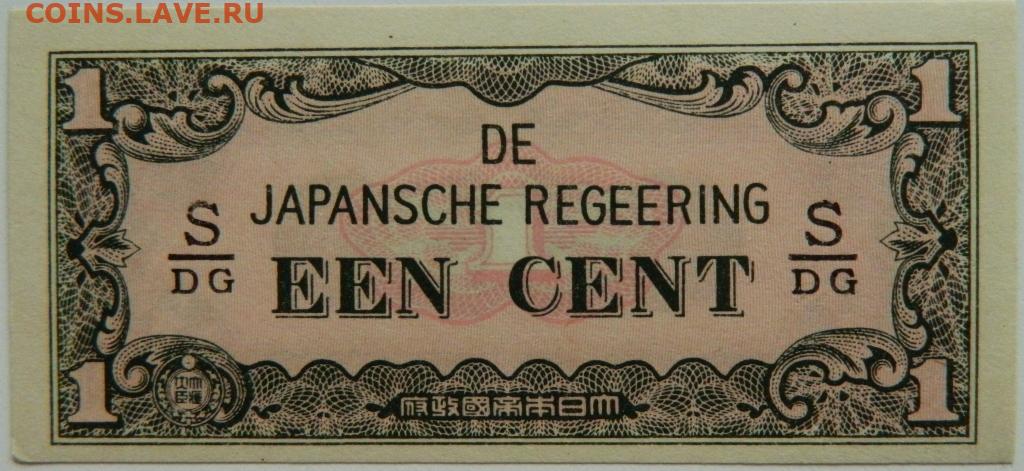 COINS.LAVE.RU
1 1
DE
JAPANSCHE REGEERING
S S
DG DG
EEN CENT
1 1
府政國帝本日大